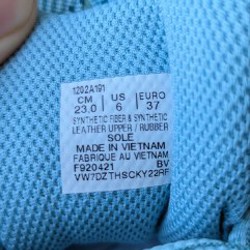 1202A191
CM US EURO
23.0 6 37
SYNTHETIC FIBER & SYNTHETIC
LEATHER UPPER / RUBBER
SOLE
MADE IN VIETNAM
FABRIQUE AU VIETNAM
F920421 BV
VW7DZTHSCKY22RF